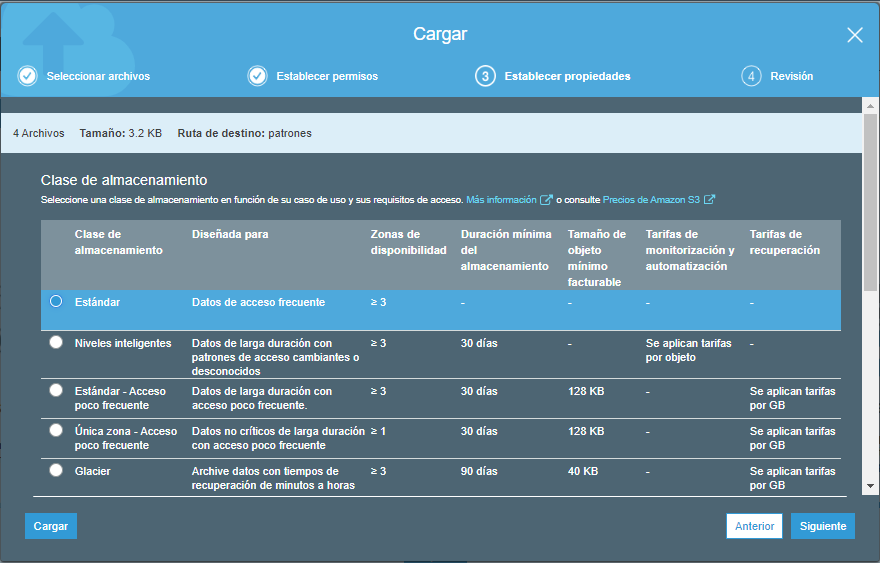 Cargar
Seleccionar archivos
Establecer permisos
3 Establecer propiedades
4 Revisión
4 Archivos Tamaño: 3.2 KB Ruta de destino: patrones
Clase de almacenamiento
Seleccione una clase de almacenamiento en función de su caso de uso y sus requisitos de acceso. Más información o consulte Precios de Amazon S3
Clase de almacenamiento
Diseñada para
Zonas de disponibilidad
Duración mínima del almacenamiento
Tamaño de objeto mínimo facturable
Tarifas de monitorización y automatización
Tarifas de recuperación
Estándar Datos de acceso frecuente ≥ 3 - - - -
Niveles inteligentes Datos de larga duración con ≥ 3 30 días - Se aplican tarifas -
patrones de acceso cambiantes o por objeto
desconocidos
Estándar - Acceso Datos de larga duración con ≥ 3 30 días 128 KB - Se aplican tarifas
poco frecuente acceso poco frecuente. por GB
Única zona - Acceso Datos no críticos de larga duración ≥ 1 30 días 128 KB - Se aplican tarifas
poco frecuente con acceso poco frecuente por GB
Glacier Archive datos con tiempos de ≥ 3 90 días 40 KB - Se aplican tarifas
recuperación de minutos a horas por GB
Cargar Anterior Siguiente